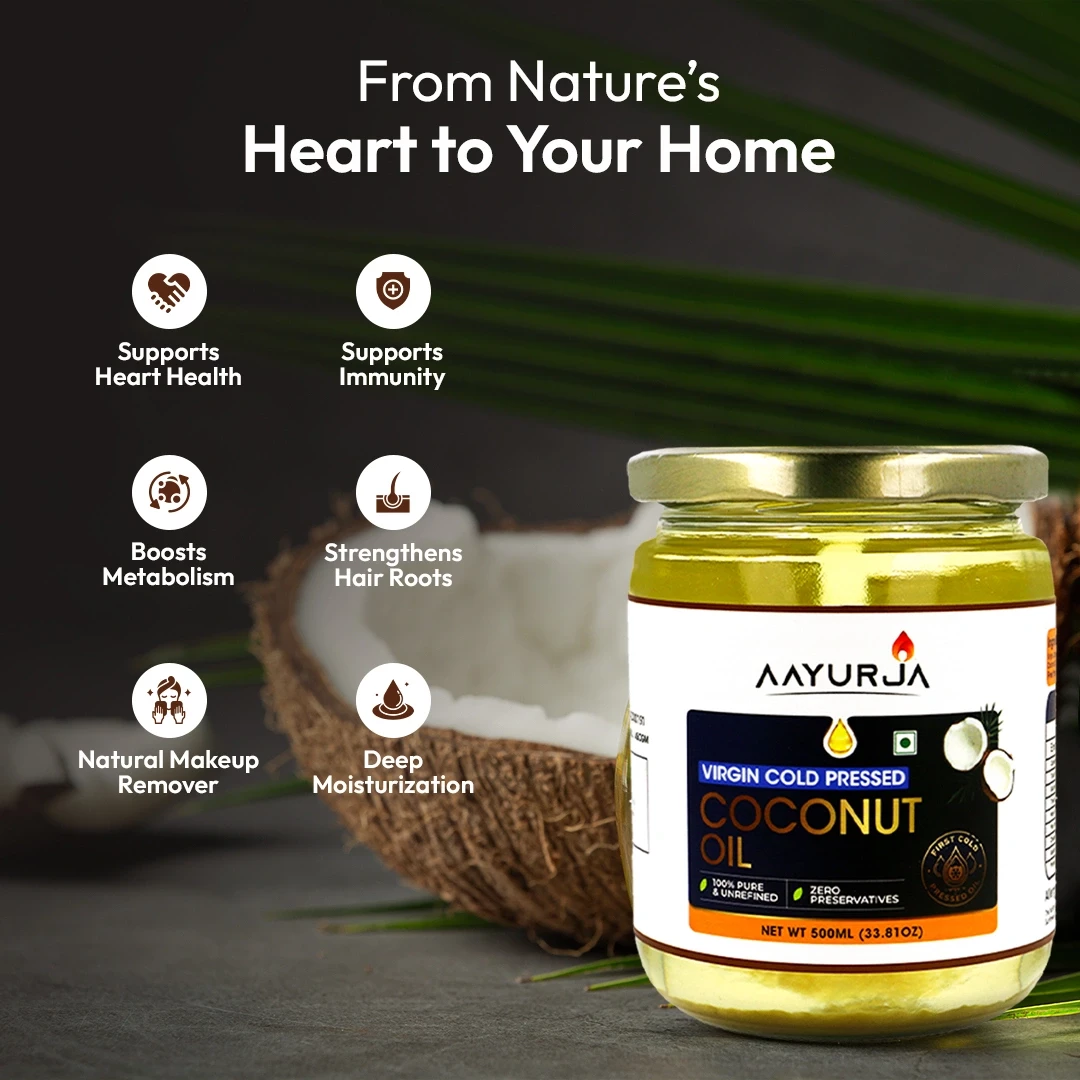 From Nature’s
Heart to Your Home
Supports
Heart Health
Supports
Immunity
Boosts
Metabolism
Strengthens
Hair Roots
Natural Makeup
Remover
Deep
Moisturization
AAYURJA
VIRGIN COLD PRESSED
COCONUT
OIL
100% PURE
& UNREFINED
ZERO
PRESERVATIVES
FIRST COLD
PRESSED OIL
NET WT 500ML (33.81OZ)